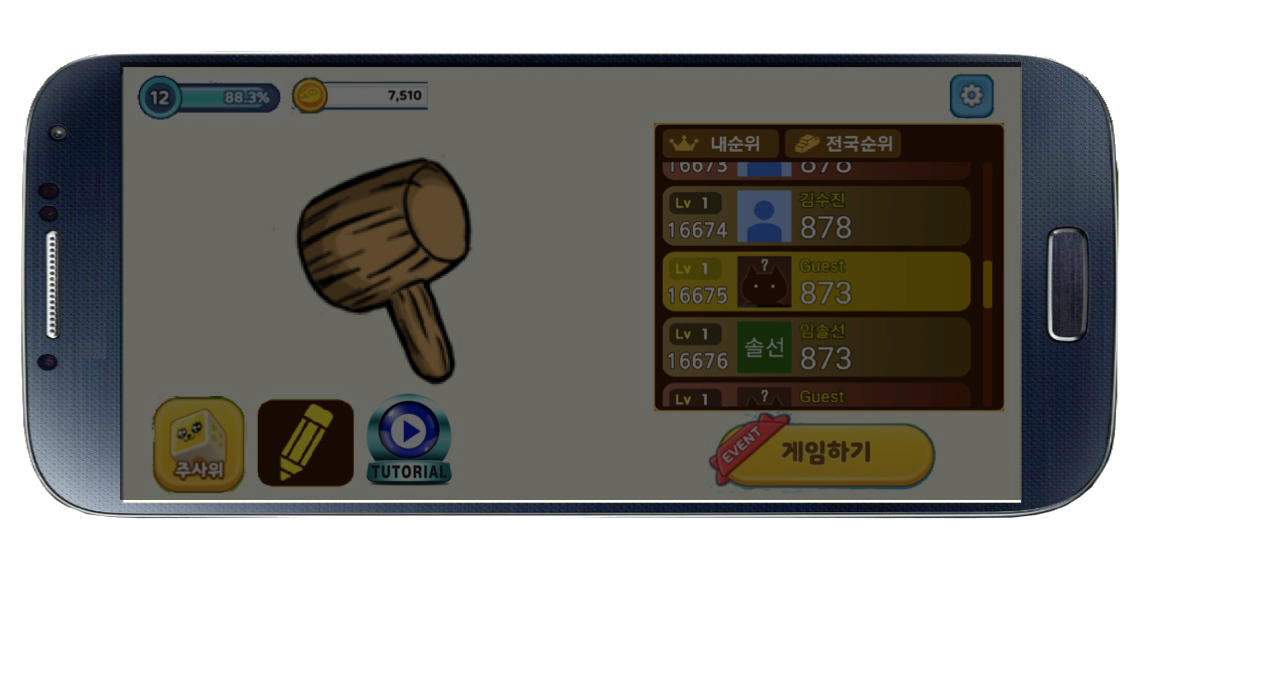 12
88.3%
7,510
내순위
전국순위
16673
878
Lv 1
16674
김수진
878
Lv 1
16675
?
Guest
873
Lv 1
16676
솔선
임솔선
873
Lv 1
?
Guest
주사위
TUTORIAL
EVENT
게임하기